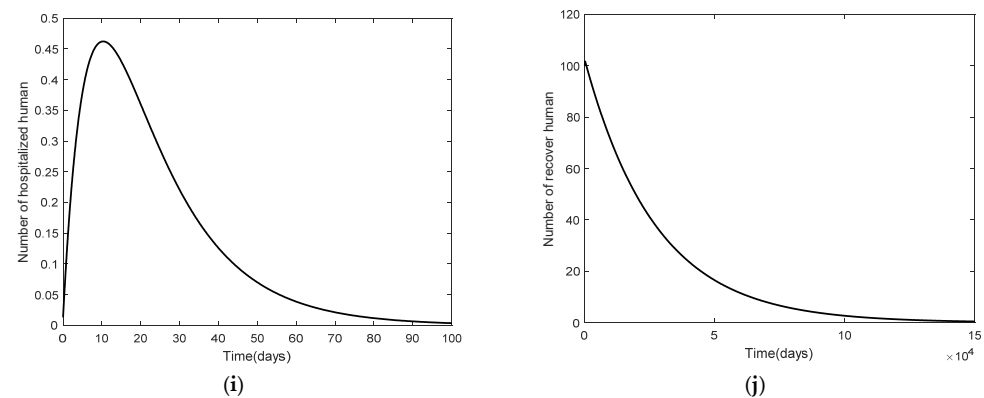 Number of hospitalized human
0.5
0.45
0.4
0.35
0.3
0.25
0.2
0.15
0.1
0.05
0
0 10 20 30 40 50 60 70 80 90 100
Time(days)
(i)
Number of recover human
120
100
80
60
40
20
0
0 5 10 15
×10⁴
Time(days)
(j)